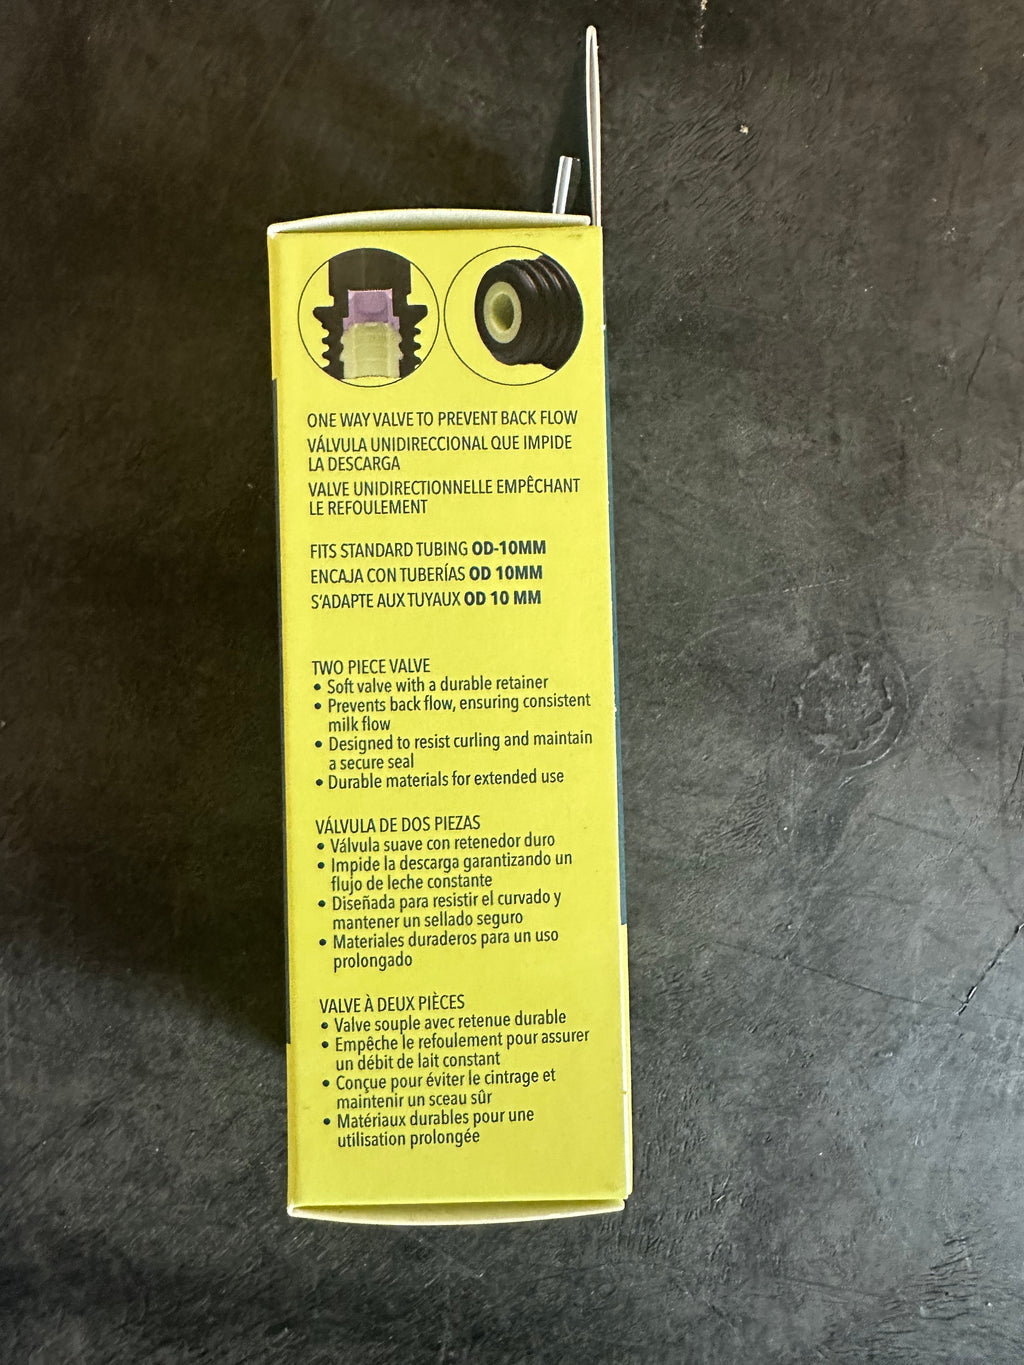 ONE WAY VALVE TO PREVENT BACK FLOW
VÁLVULA UNIDIRECCIONAL QUE IMPIDE
LA DESCARGA
VALVE UNIDIRECTIONNELLE EMPÊCHANT
LE REFOULEMENT
FITS STANDARD TUBING OD-10MM
ENCAJA CON TUBERÍAS OD 10MM
S'ADAPTE AUX TUYAUX OD 10 MM
TWO PIECE VALVE
• Soft valve with a durable retainer
• Prevents back flow, ensuring consistent
milk flow
• Designed to resist curling and maintain
a secure seal
• Durable materials for extended use
VÁLVULA DE DOS PIEZAS
• Válvula suave con retenedor duro
• Impide la descarga garantizando un
flujo de leche constante
• Diseñada para resistir el curvado y
mantener un sellado seguro
• Materiales duraderos para un uso
prolongado
VALVE À DEUX PIÈCES
• Valve souple avec retenue durable
• Empêche le refoulement pour assurer
un débit de lait constant
• Conçue pour éviter le cintrage et
maintenir un sceau sûr
• Matériaux durables pour une
utilisation prolongée